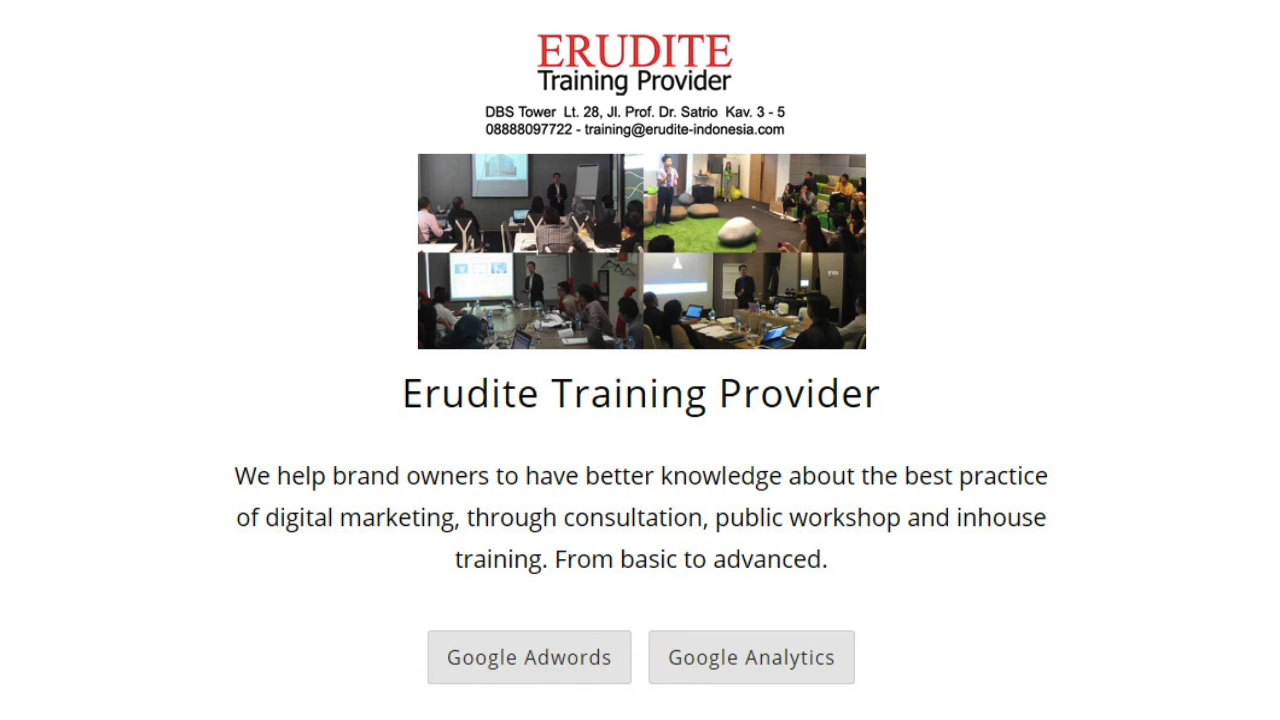 ERUDITE
Training Provider
DBS Tower Lt. 28, Jl. Prof. Dr. Satrio Kav. 3 - 5
08888097722 - training@erudite-indonesia.com
Erudite Training Provider
We help brand owners to have better knowledge about the best practice
of digital marketing, through consultation, public workshop and inhouse
training. From basic to advanced.
Google Adwords
Google Analytics